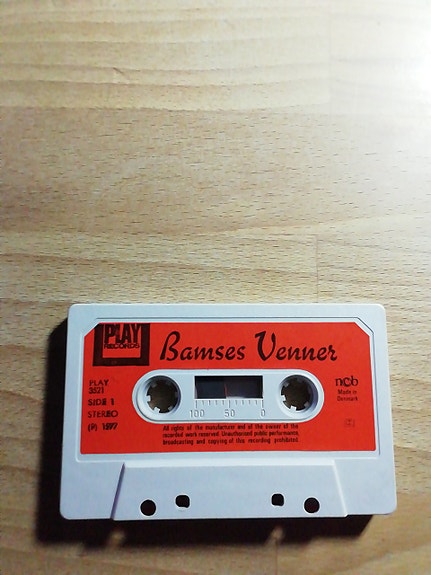 PLAY
RECORDS
Bamses Venner
PLAY
3521
SIDE 1
STEREO
(P) 1977
ncb
Made in
Denmark
100 50 0
All rights of the manufacturer and of the owner of the
recorded work reserved. Unauthorised public performance,
broadcasting and copying of this recording prohibited.